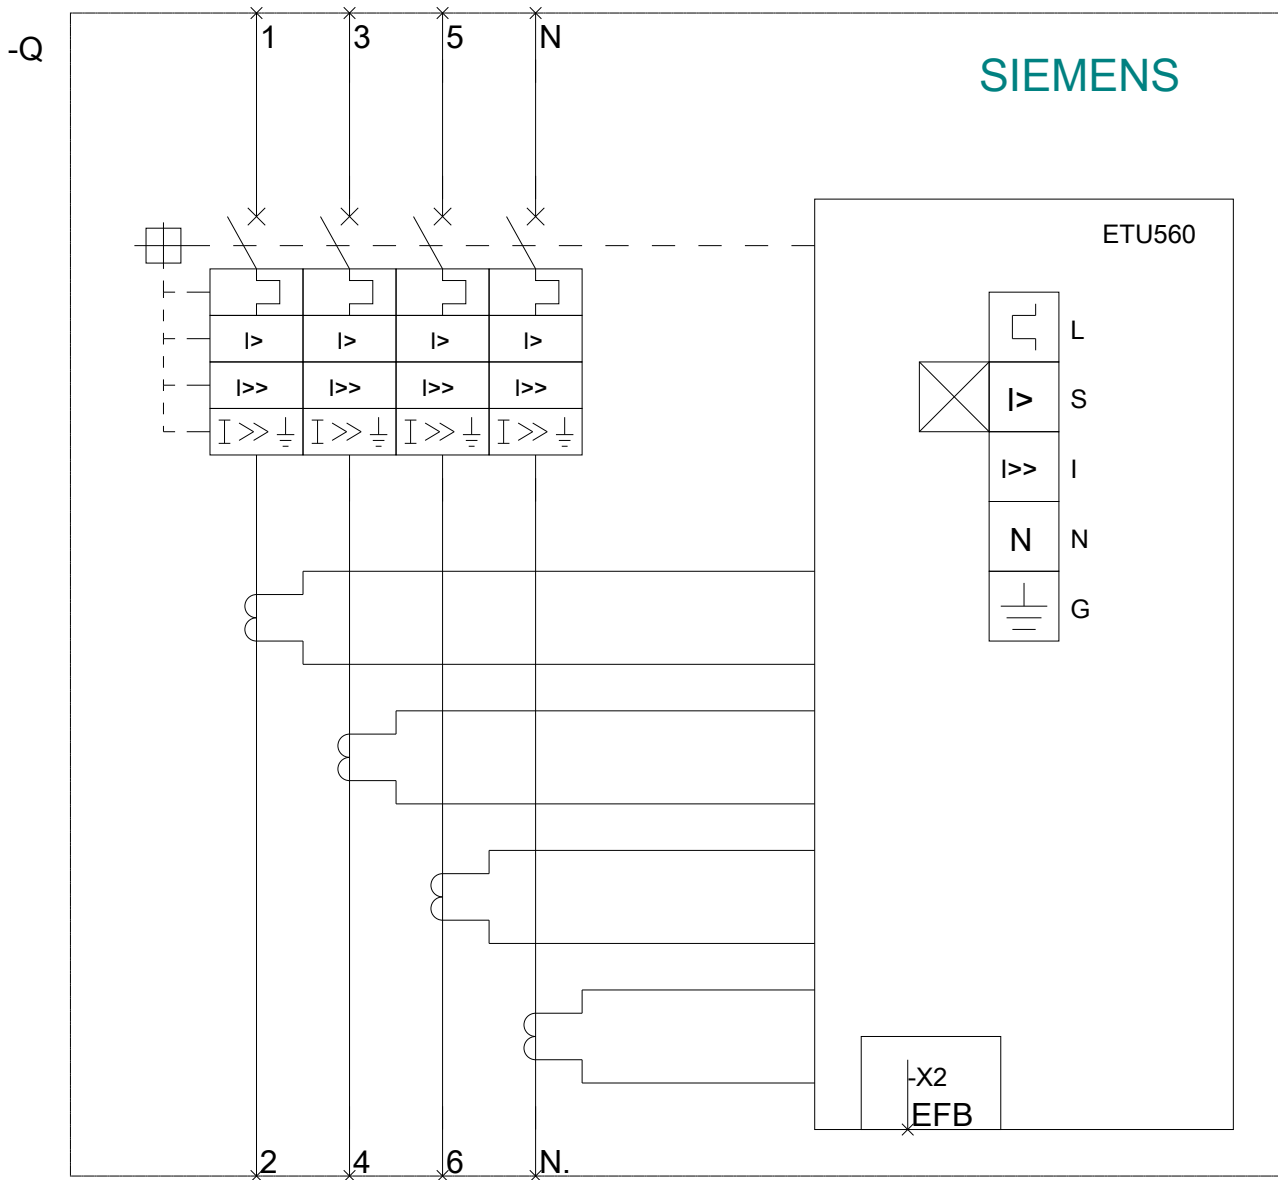 1 3 5 N
-Q
SIEMENS
ETU560
I> I> I> I>
I>> I>> I>> I>>
I >> I >> I >> I >>
L
I> S
I>> I
N N
G
-X2
EFB
2 4 6 N.